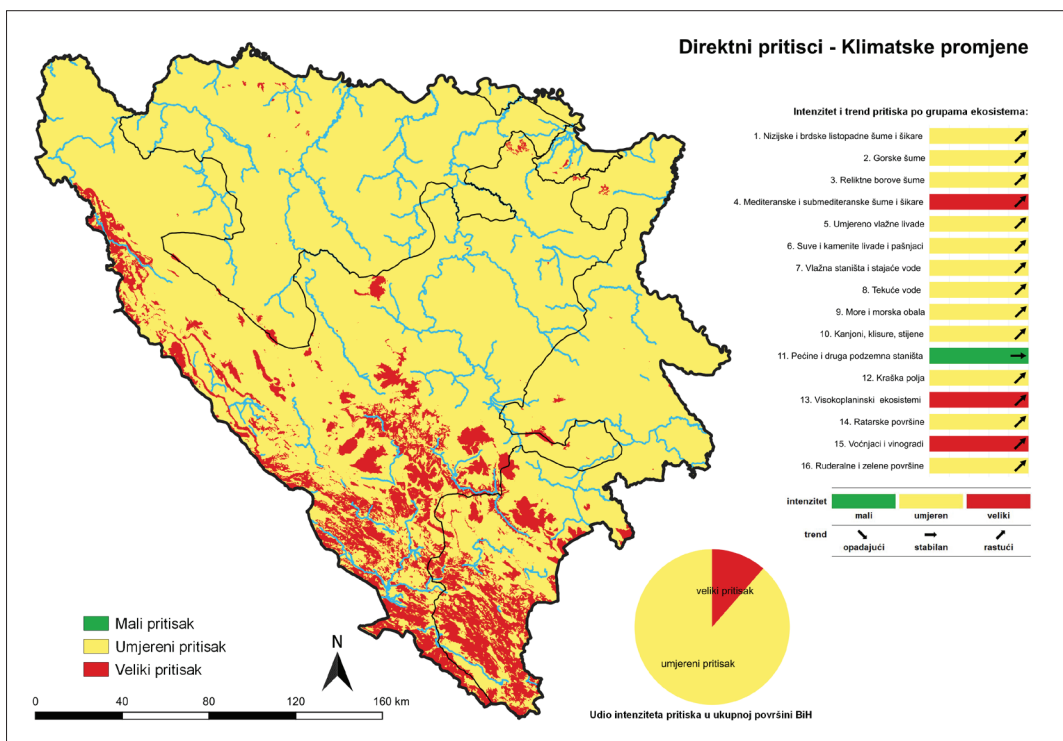 Direktni pritisci - Klimatske promjene
Intenzitet i trend pritiska po grupama ekosistema:
1. Nizijske i brdske listopadne šume i šikare
2. Gorske šume
3. Reliktne borove šume
4. Mediteranske i submediteranske šume i šikare
5. Umjereno vlažne livade
6. Suve i kamenite livade i pašnjaci
7. Vlažna staništa i stajaće vode
8. Tekuće vode
9. More i morska obala
10. Kanjoni, klisure, stijene
11. Pećine i druga podzemna staništa
12. Kraška polja
13. Visokoplaninski ekosistemi
14. Ratarske površine
15. Voćnjaci i vinogradi
16. Ruderalne i zelene površine
intenzitet
mali umjeren veliki
trend
opadajući stabilan rastući
veliki pritisak
umjereni pritisak
Udio intenziteta pritiska u ukupnoj površini BiH
Mali pritisak
Umjereni pritisak
Veliki pritisak
N
0 40 80 120 160 km